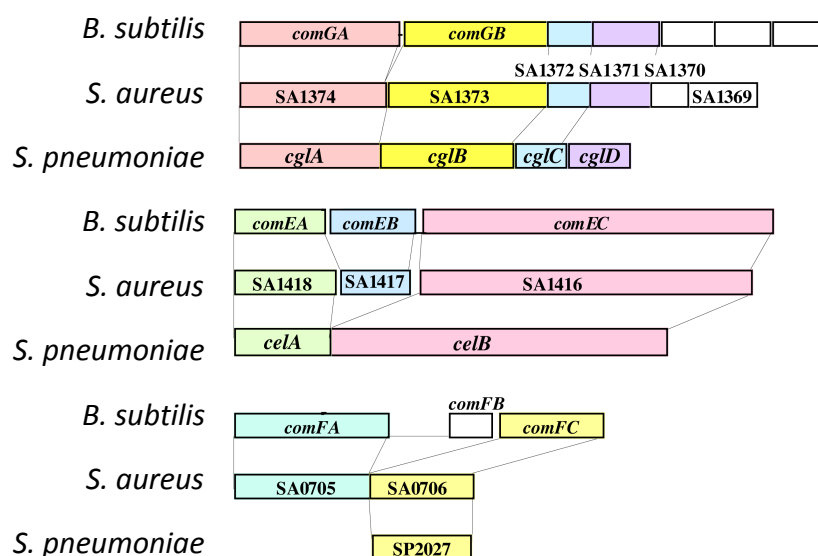 B. subtilis comGA comGB
SA1372 SA1371 SA1370
S. aureus SA1374 SA1373 SA1369
S. pneumoniae cglA cglB cglC cglD
B. subtilis comEA comEB comEC
S. aureus SA1418 SA1417 SA1416
S. pneumoniae celA celB
comFB
B. subtilis comFA comFC
S. aureus SA0705 SA0706
S. pneumoniae SP2027